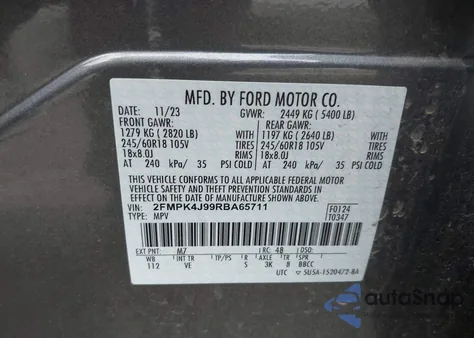 MFD. BY FORD MOTOR CO.
DATE: 11/23 GVWR: 2449 KG ( 5400 LB)
FRONT GAWR: REAR GAWR:
1279 KG ( 2820 LB) 1197 KG ( 2640 LB)
245/60R18 105V TIRES 245/60R18 105V
18x8.0J RIMS 18x8.0J
AT 240 kPa/ 35 PSI COLD AT 240 kPa/ 35 PSI COLD
THIS VEHICLE CONFORMS TO ALL APPLICABLE FEDERAL MOTOR
VEHICLE SAFETY AND THEFT PREVENTION STANDARDS IN
EFFECT ON THE DATE OF MANUFACTURE SHOWN ABOVE.
VIN: 2FMPK4J99RBA65711 F0124
TYPE: MPV T0347
EXT PNT: M7 RC: 48 DSO:
WB INT TR TP/PS R AXLE TR SPR
112 VE S 3K 8 BBCC
UTC 5U5A-1520472-BA
autoSnap